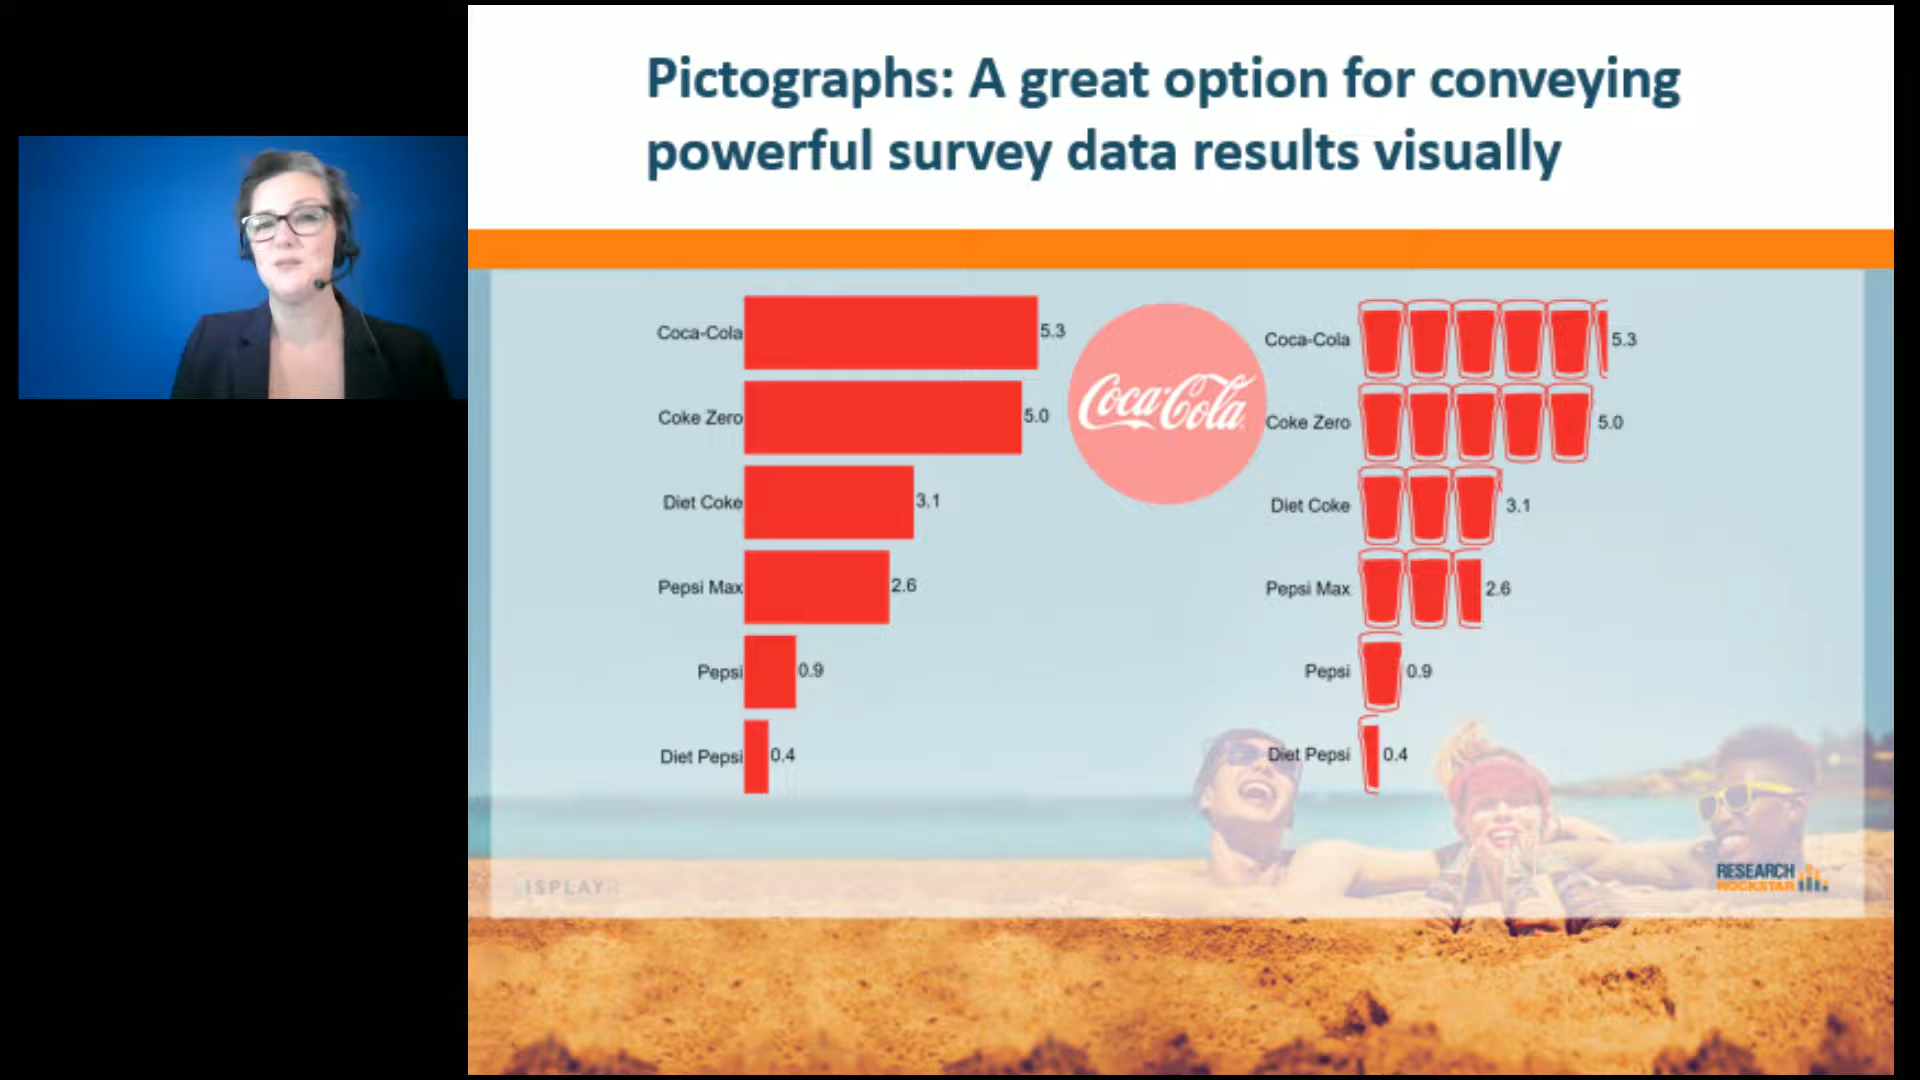 Pictographs: A great option for conveying
powerful survey data results visually
Coca-Cola 5.3
Coke Zero 5.0
Diet Coke 3.1
Pepsi Max 2.6
Pepsi 0.9
Diet Pepsi 0.4
Coca-Cola
Coca-Cola 5.3
Coke Zero 5.0
Diet Coke 3.1
Pepsi Max 2.6
Pepsi 0.9
Diet Pepsi 0.4
DISPLAYR
RESEARCH
ROCKSTAR